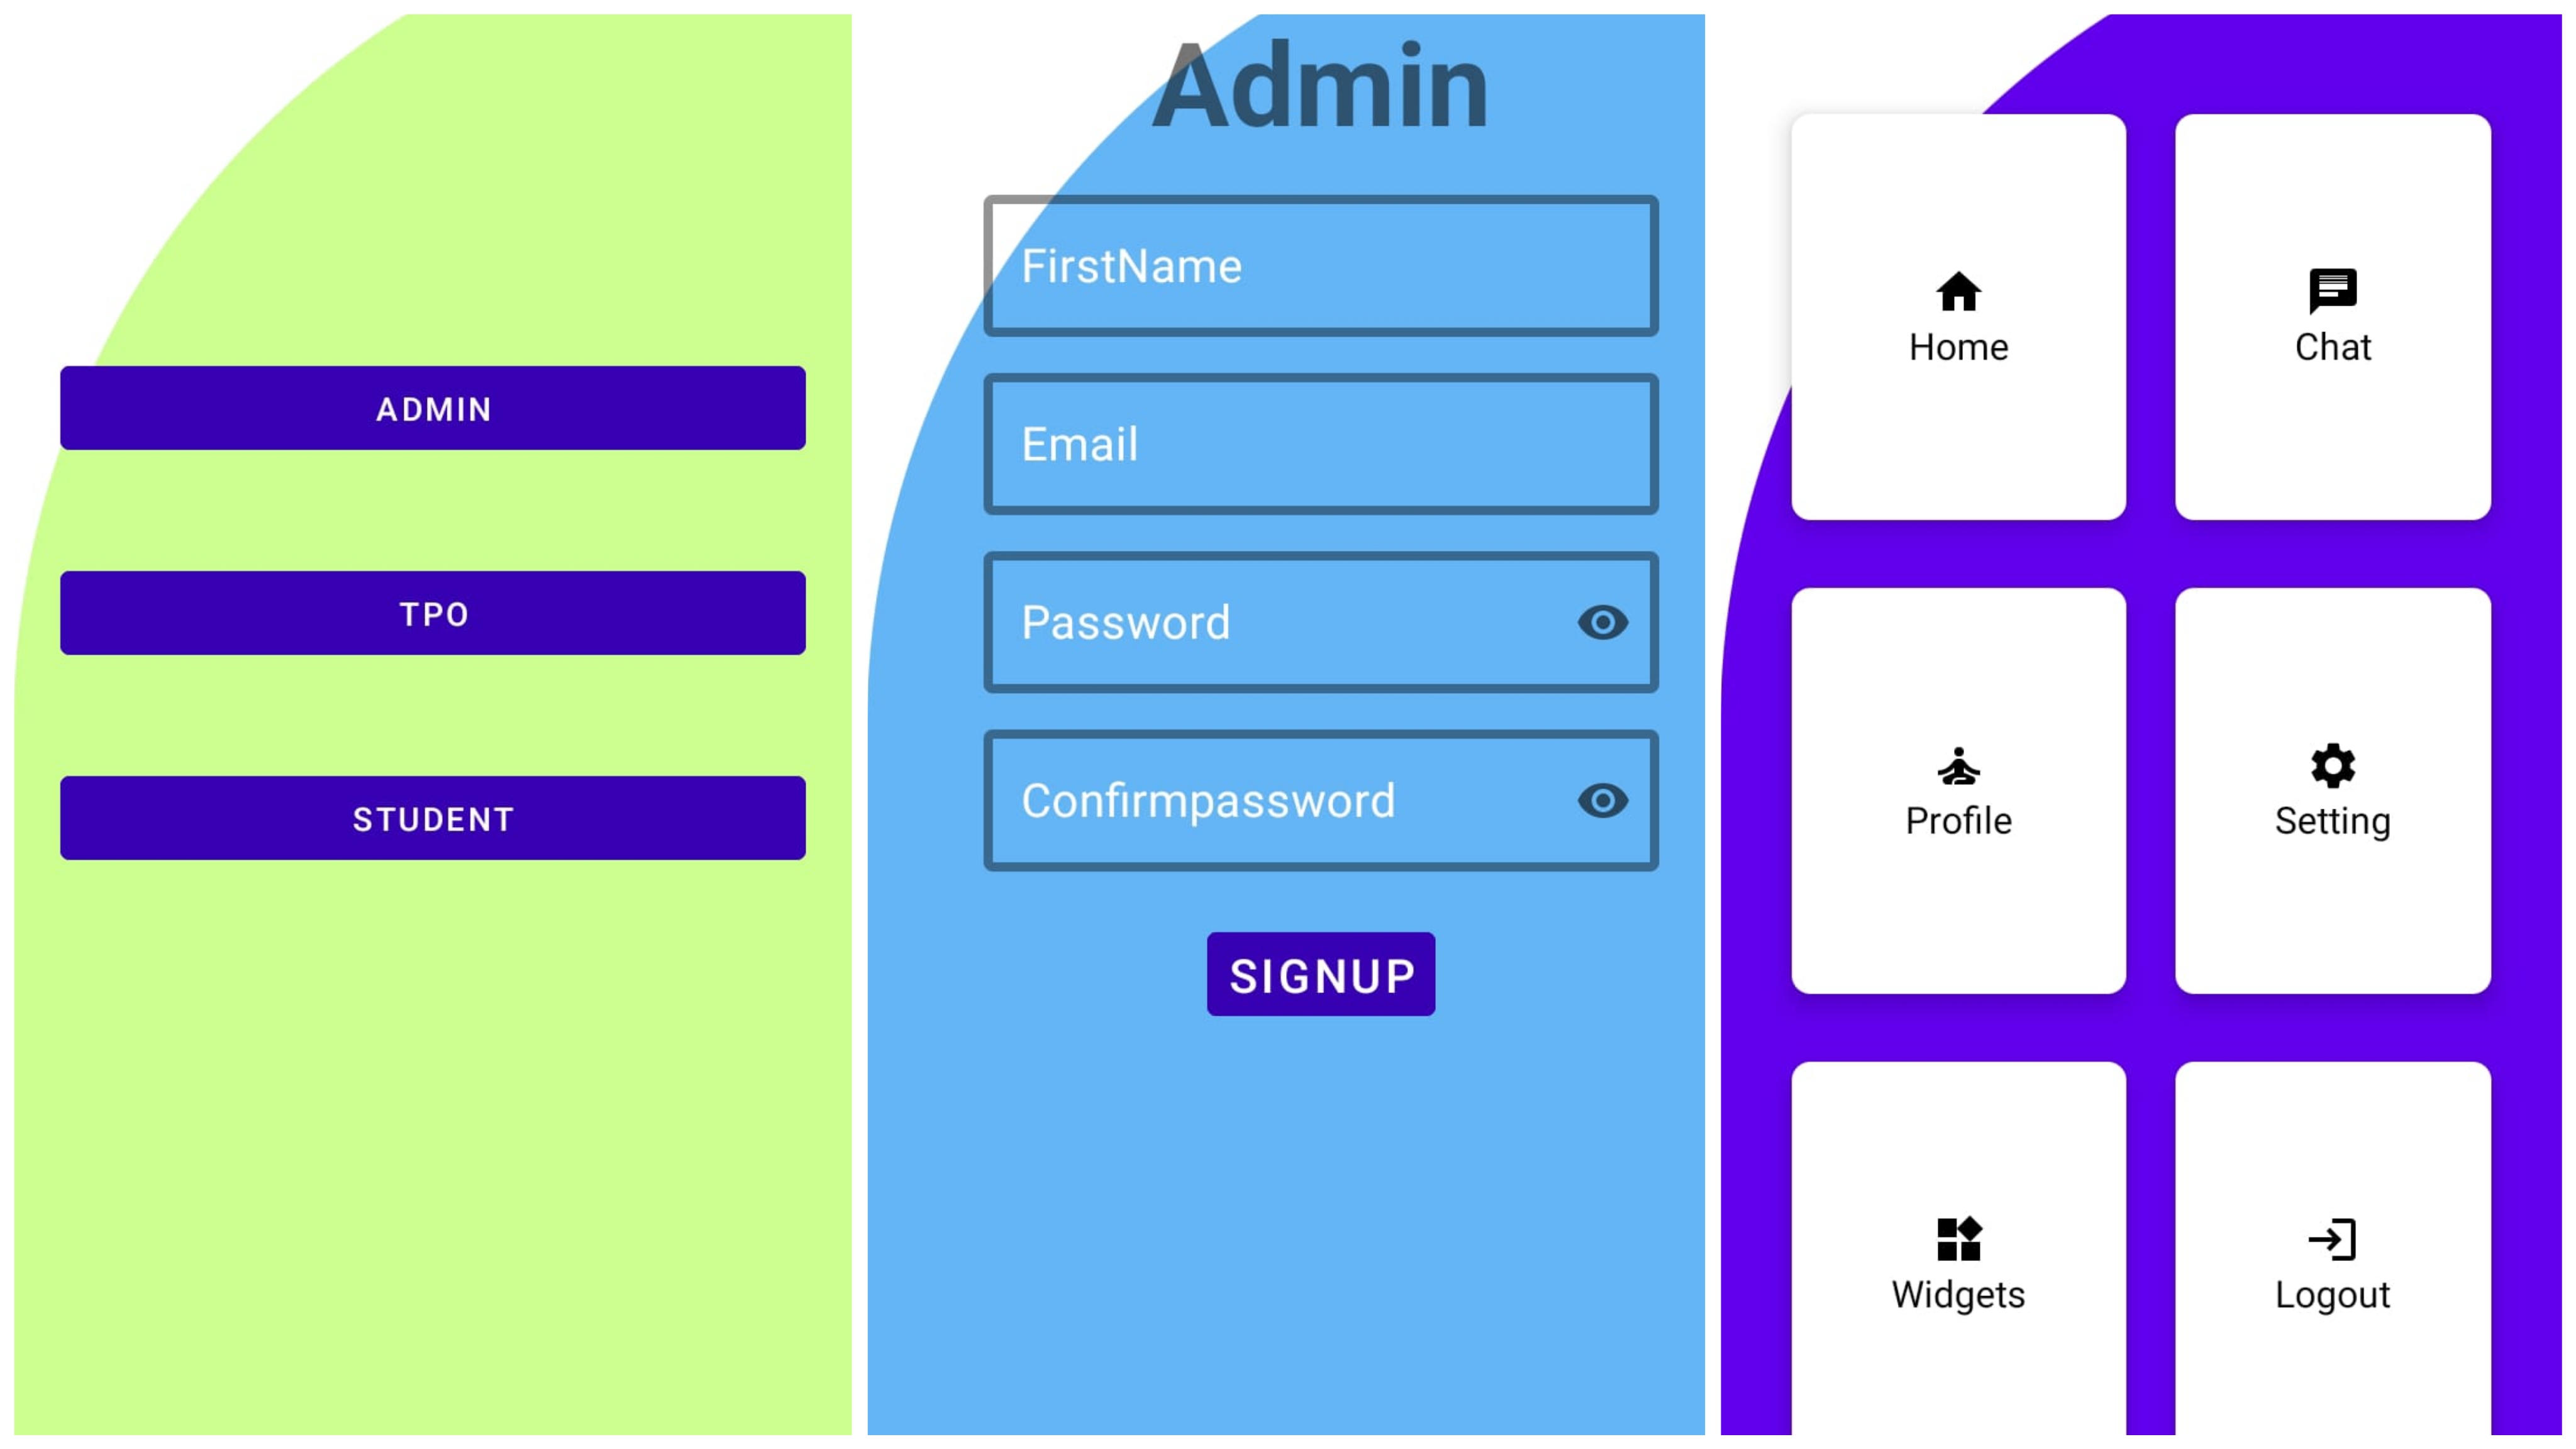 ADMIN
TPO
STUDENT
Admin
FirstName
Email
Password
Confirmpassword
SIGNUP
Home
Chat
Profile
Setting
Widgets
Logout